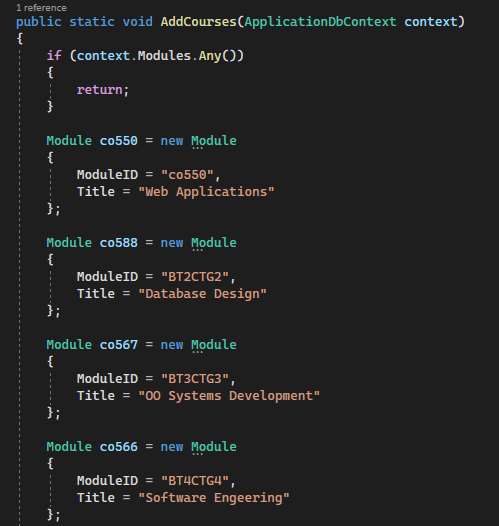 1 reference
public static void AddCourses(ApplicationDbContext context)
{
if (context.Modules.Any())
{
return;
}
Module co550 = new Module
{
ModuleID = "co550",
Title = "Web Applications"
};
Module co588 = new Module
{
ModuleID = "BT2CTG2",
Title = "Database Design"
};
Module co567 = new Module
{
ModuleID = "BT3CTG3",
Title = "OO Systems Development"
};
Module co566 = new Module
{
ModuleID = "BT4CTG4",
Title = "Software Engeering"
};